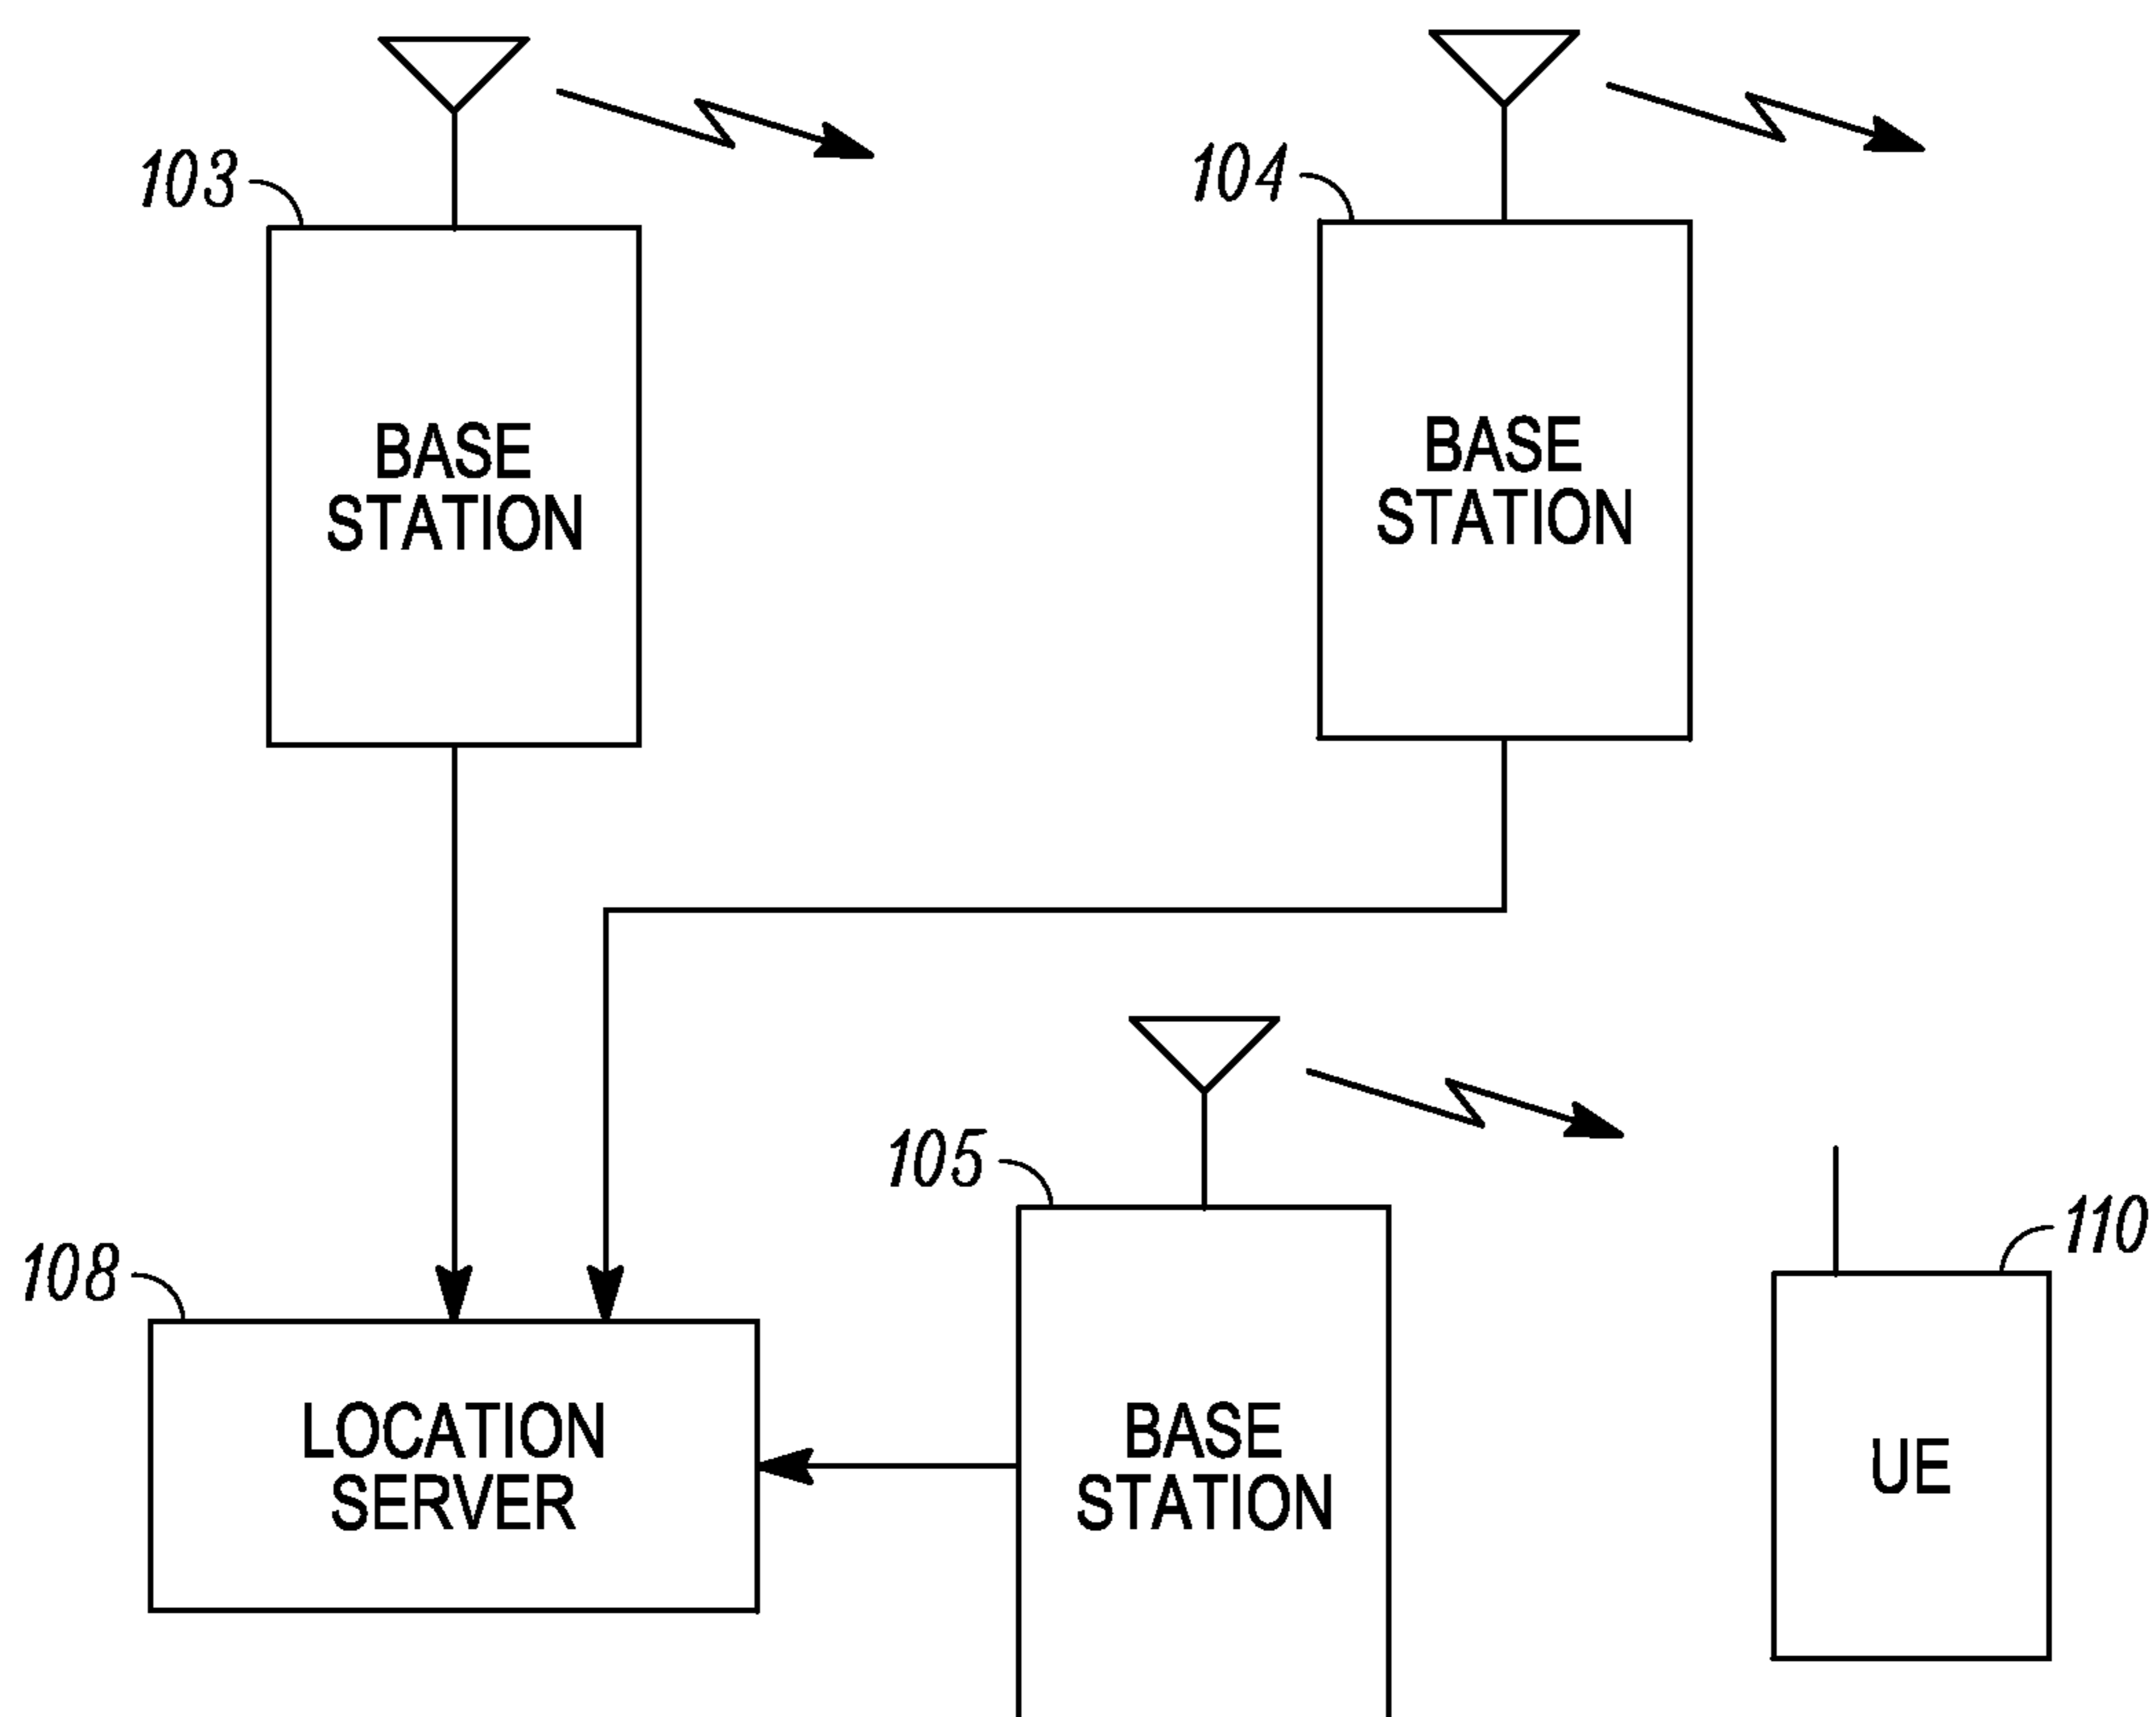 103
BASE
STATION
104
BASE
STATION
105
BASE
STATION
108
LOCATION
SERVER
110
UE